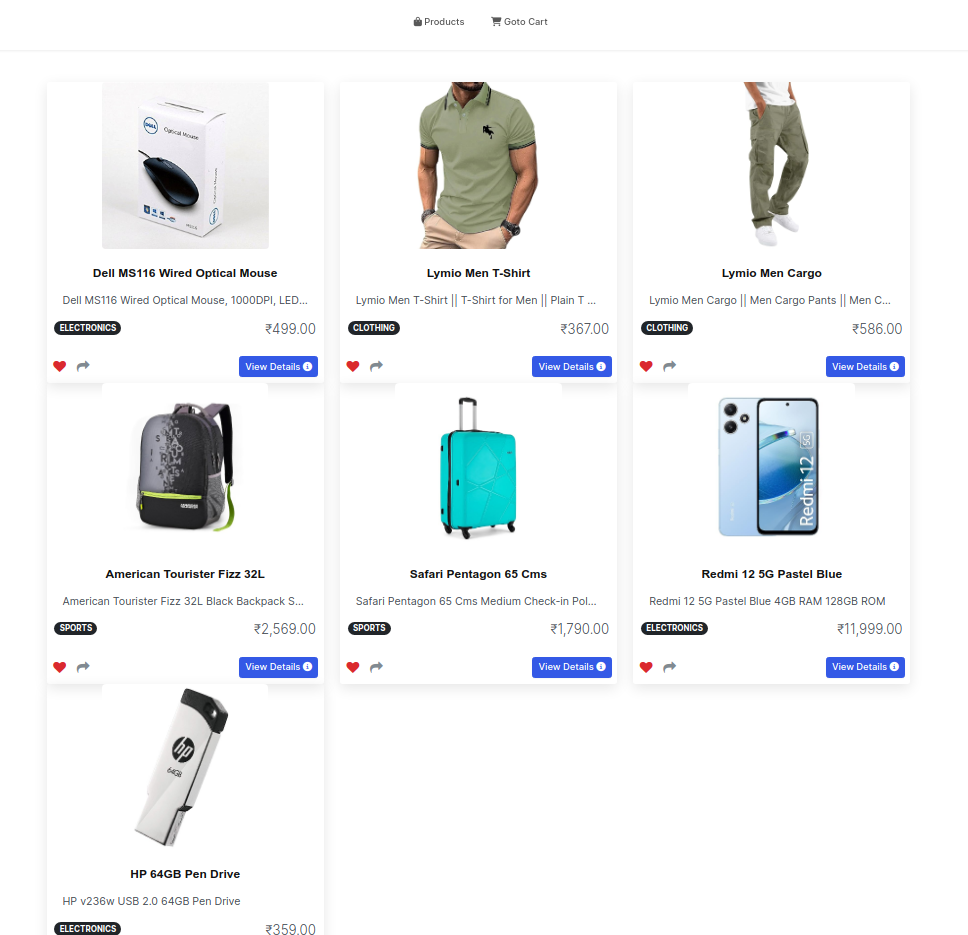 Products Goto Cart
DELL Optical Mouse
Dell MS116 Wired Optical Mouse
Dell MS116 Wired Optical Mouse, 1000DPI, LED...
ELECTRONICS ₹499.00
View Details
Lymio Men T-Shirt
Lymio Men T-Shirt || T-Shirt for Men || Plain T ...
CLOTHING ₹367.00
View Details
Lymio Men Cargo
Lymio Men Cargo || Men Cargo Pants || Men C...
CLOTHING ₹586.00
View Details
American Tourister Fizz 32L
American Tourister Fizz 32L Black Backpack S...
SPORTS ₹2,569.00
View Details
Safari Pentagon 65 Cms
Safari Pentagon 65 Cms Medium Check-in Pol...
SPORTS ₹1,790.00
View Details
Redmi 12 5G
Redmi 12 5G Pastel Blue
Redmi 12 5G Pastel Blue 4GB RAM 128GB ROM
ELECTRONICS ₹11,999.00
View Details
hp
64GB
HP 64GB Pen Drive
HP v236w USB 2.0 64GB Pen Drive
ELECTRONICS ₹359.00